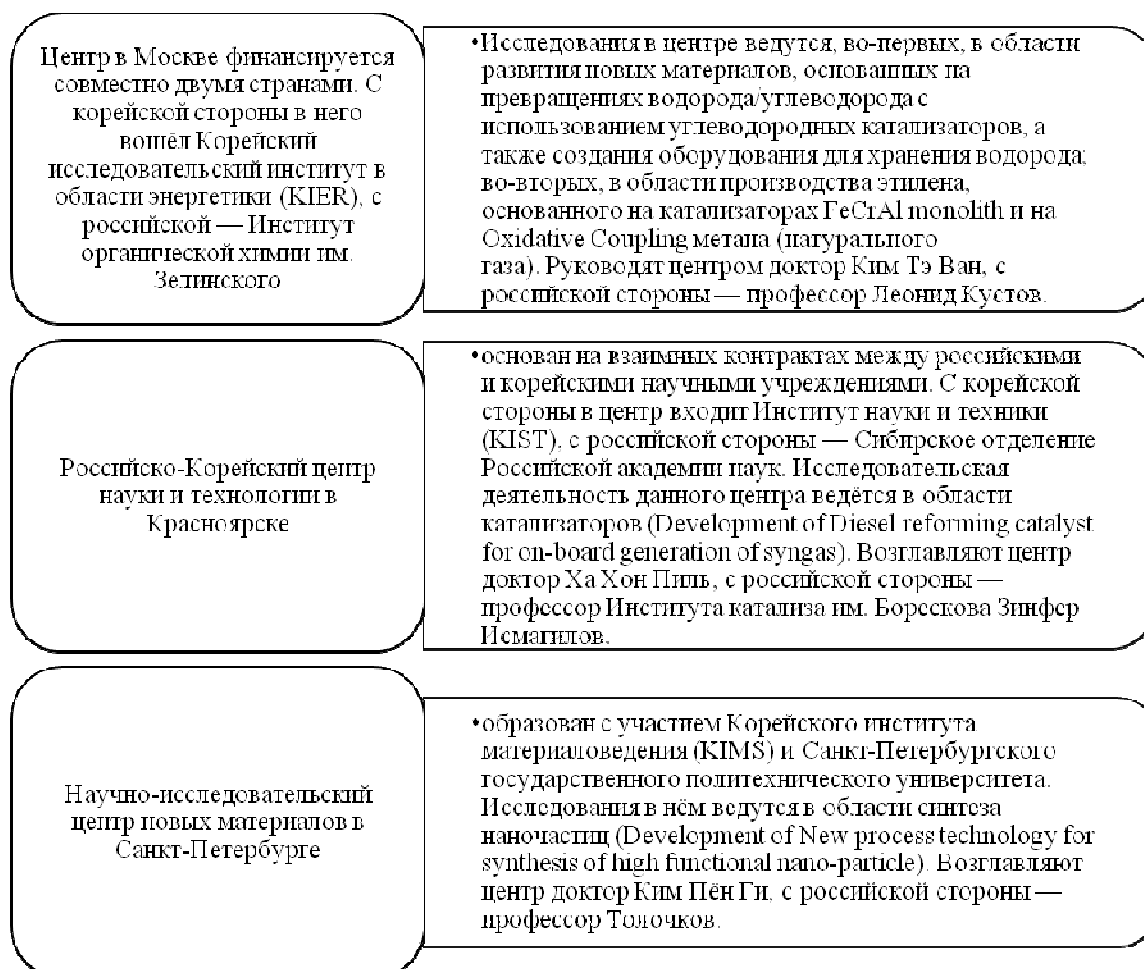 Центр в Москве финансируется
совместно двумя странами. С
корейской стороны в него
вошёл Корейский
исследовательский институт в
области энергетики (KIER), с
российской — Институт
органической химии им.
Зелинского
•Исследования в центре ведутся, во-первых, в области
развития новых материалов, основанных на
превращениях водорода/углеводорода с
использованием углеводородных катализаторов, а
также создания оборудования для хранения водорода;
во-вторых, в области производства этилена,
основанного на катализаторах FeCrAl monolith и на
Oxidative Coupling метана (натурального
газа). Руководят центром доктор Ким Тэ Ван, с
российской стороны — профессор Леонид Кустов.
Российско-Корейский центр
науки и технологии в
Красноярске
•основан на взаимных контрактах между российскими
и корейскими научными учреждениями. С корейской
стороны в центр входит Институт науки и техники
(KIST), с российской стороны — Сибирское отделение
Российской академии наук. Исследовательская
деятельность данного центра ведётся в области
катализаторов (Development of Diesel reforming catalyst
for on-board generation of syngas). Возглавляют центр
доктор Ха Хон Пиль, с российской стороны —
профессор Института катализа им. Борескова Зинфер
Исмагилов.
Научно-исследовательский
центр новых материалов в
Санкт-Петербурге
•образован с участием Корейского института
материаловедения (KIMS) и Санкт-Петербургского
государственного политехнического университета.
Исследования в нём ведутся в области синтеза
наночастиц (Development of New process technology for
synthesis of high functional nano-particle). Возглавляют
центр доктор Ким Пён Ги, с российской стороны —
профессор Толочков.